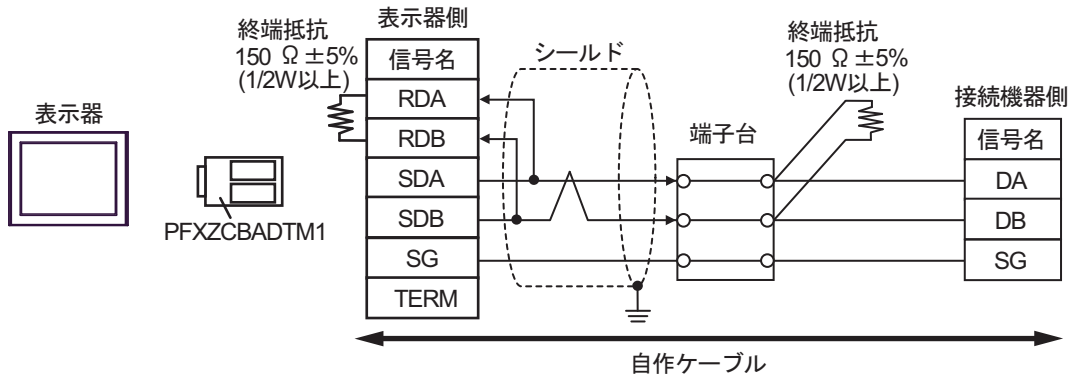 表示器側
終端抵抗
150 Ω ±5%
(1/2W以上)
信号名
RDA
RDB
SDA
SDB
SG
TERM
シールド
終端抵抗
150 Ω ±5%
(1/2W以上)
表示器
PFXZCBADTM1
端子台
接続機器側
信号名
DA
DB
SG
自作ケーブル